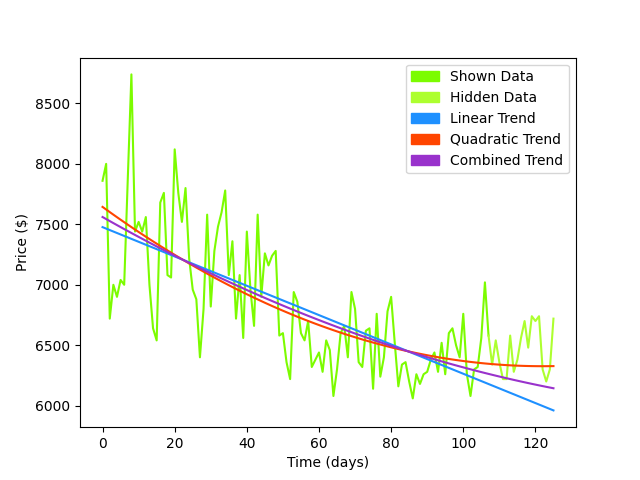 Shown Data
Hidden Data
Linear Trend
Quadratic Trend
Combined Trend
Price ($)
8500
8000
7500
7000
6500
6000
0 20 40 60 80 100 120
Time (days)